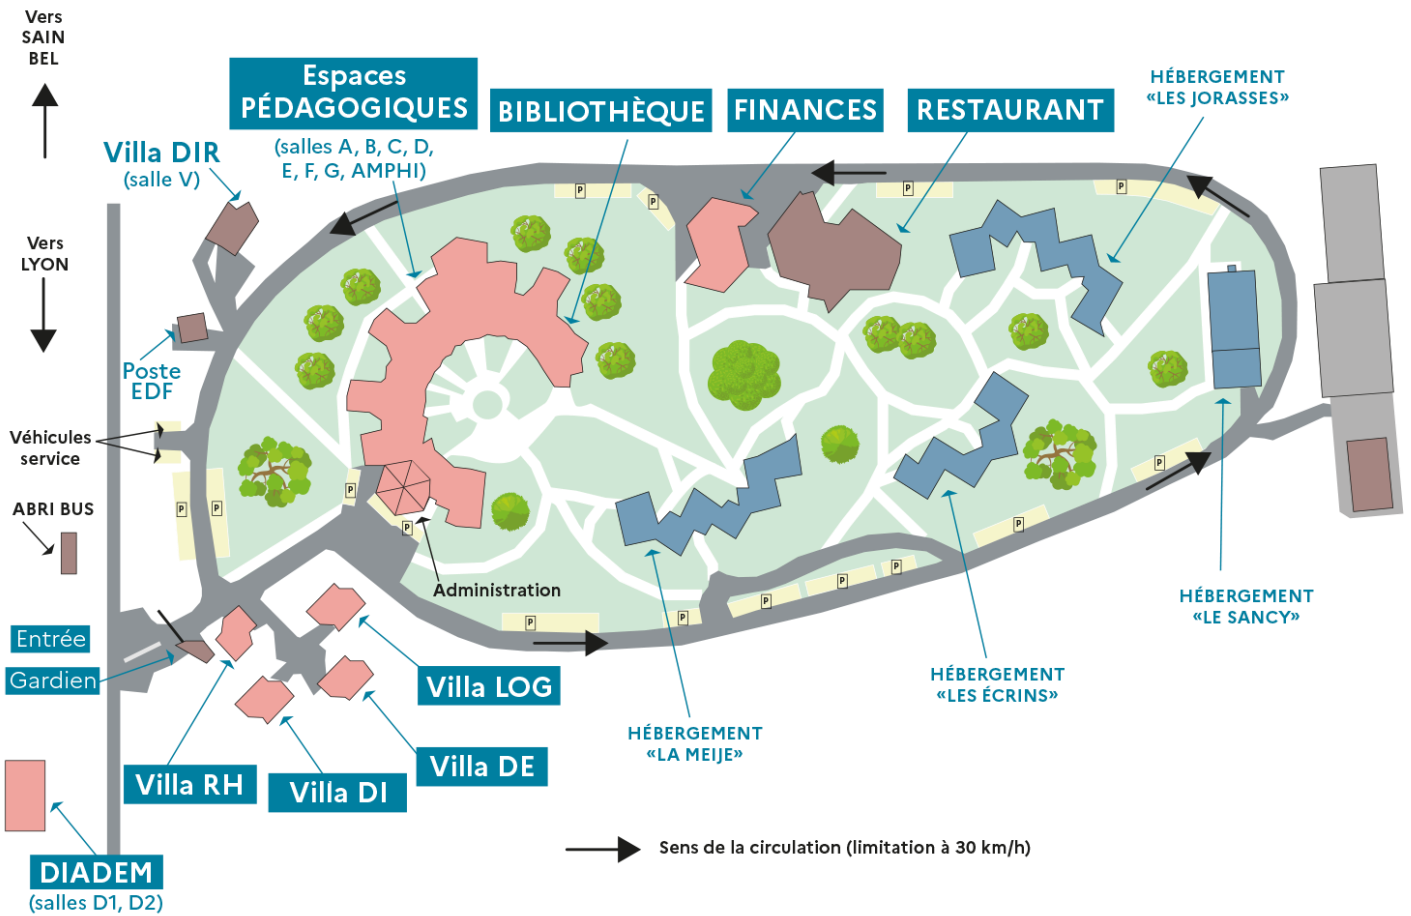 Vers
SAIN
BEL
Espaces
PÉDAGOGIQUES
(salles A, B, C, D,
E, F, G, AMPHI)
BIBLIOTHÈQUE
FINANCES
RESTAURANT
HÉBERGEMENT
«LES JORASSES»
Villa DIR
(salle V)
Vers
LYON
P
P
P
P
Poste
EDF
Véhicules
service
ABRI BUS
P
P
P
P
P
P
Administration
P
P
P
P
P
HÉBERGEMENT
«LE SANCY»
Entrée
Gardien
Villa LOG
HÉBERGEMENT
«LES ÉCRINS»
HÉBERGEMENT
«LA MEIJE»
Villa RH
Villa DI
Villa DE
Sens de la circulation (limitation à 30 km/h)
DIADEM
(salles D1, D2)